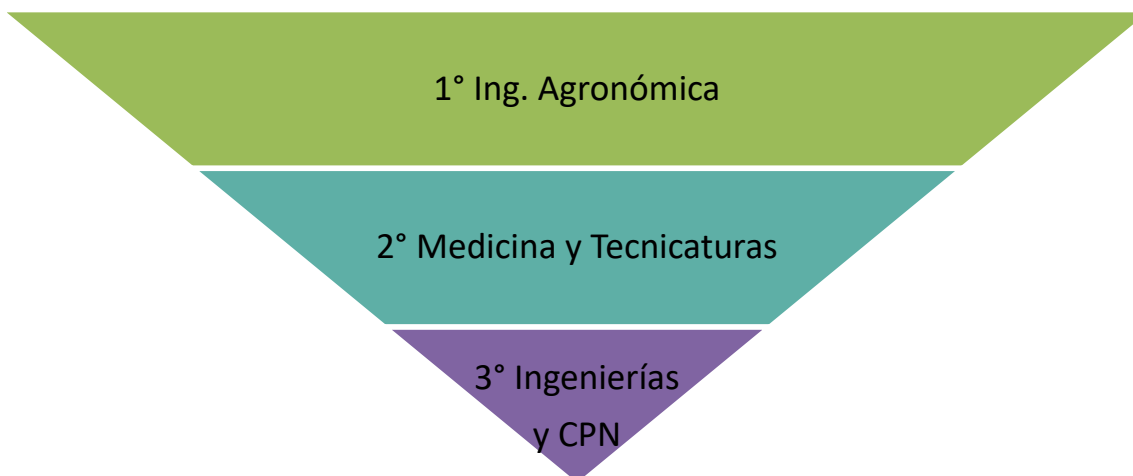 1° Ing. Agronómica
2° Medicina y Tecnicaturas
3° Ingenierías
y CPN